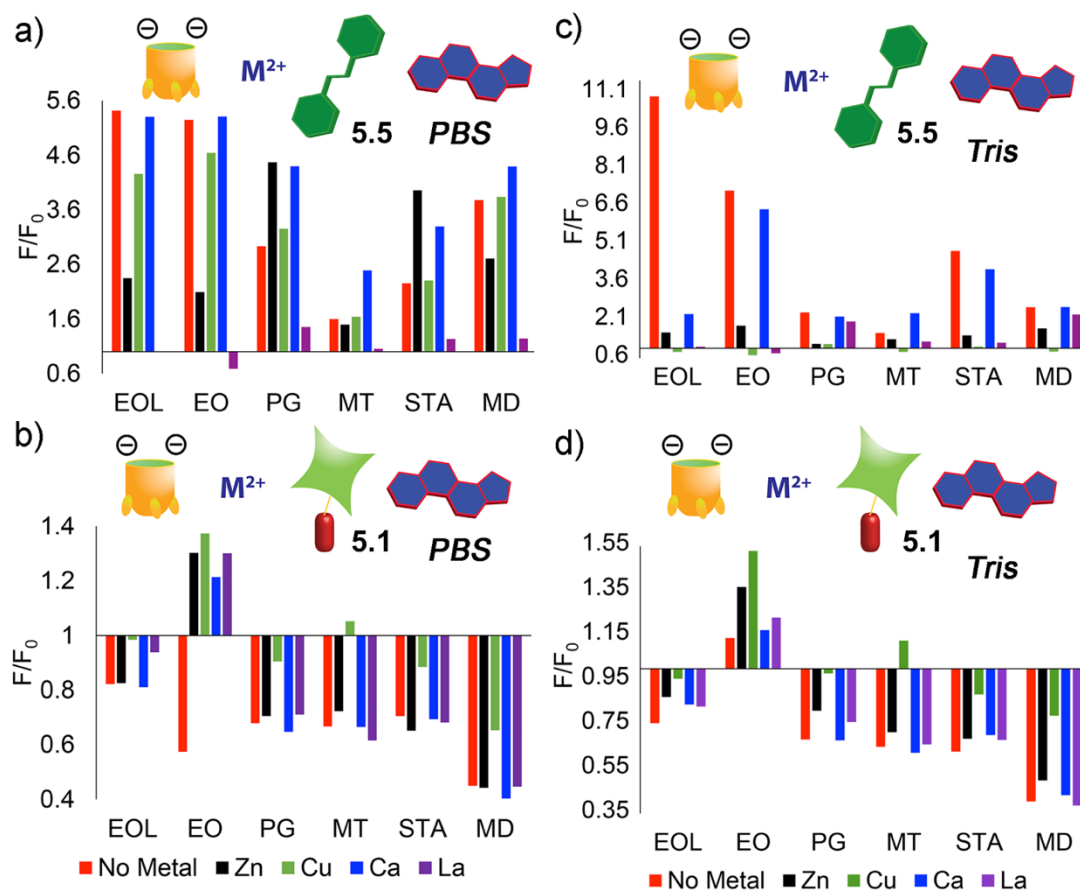 a)
⊖ ⊖
M²⁺
5.5
PBS
F/F₀
5.6
4.6
3.6
2.6
1.6
0.6
EOL EO PG MT STA MD
c)
⊖ ⊖
M²⁺
5.5
Tris
F/F₀
11.1
9.6
8.1
6.6
5.1
3.6
2.1
0.6
EOL EO PG MT STA MD
b)
⊖ ⊖
M²⁺
5.1
PBS
F/F₀
1.4
1.2
1
0.8
0.6
0.4
EOL EO PG MT STA MD
No Metal Zn Cu Ca La
d)
⊖ ⊖
M²⁺
5.1
Tris
F/F₀
1.55
1.35
1.15
0.95
0.75
0.55
0.35
EOL EO PG MT STA MD
No Metal Zn Cu Ca La